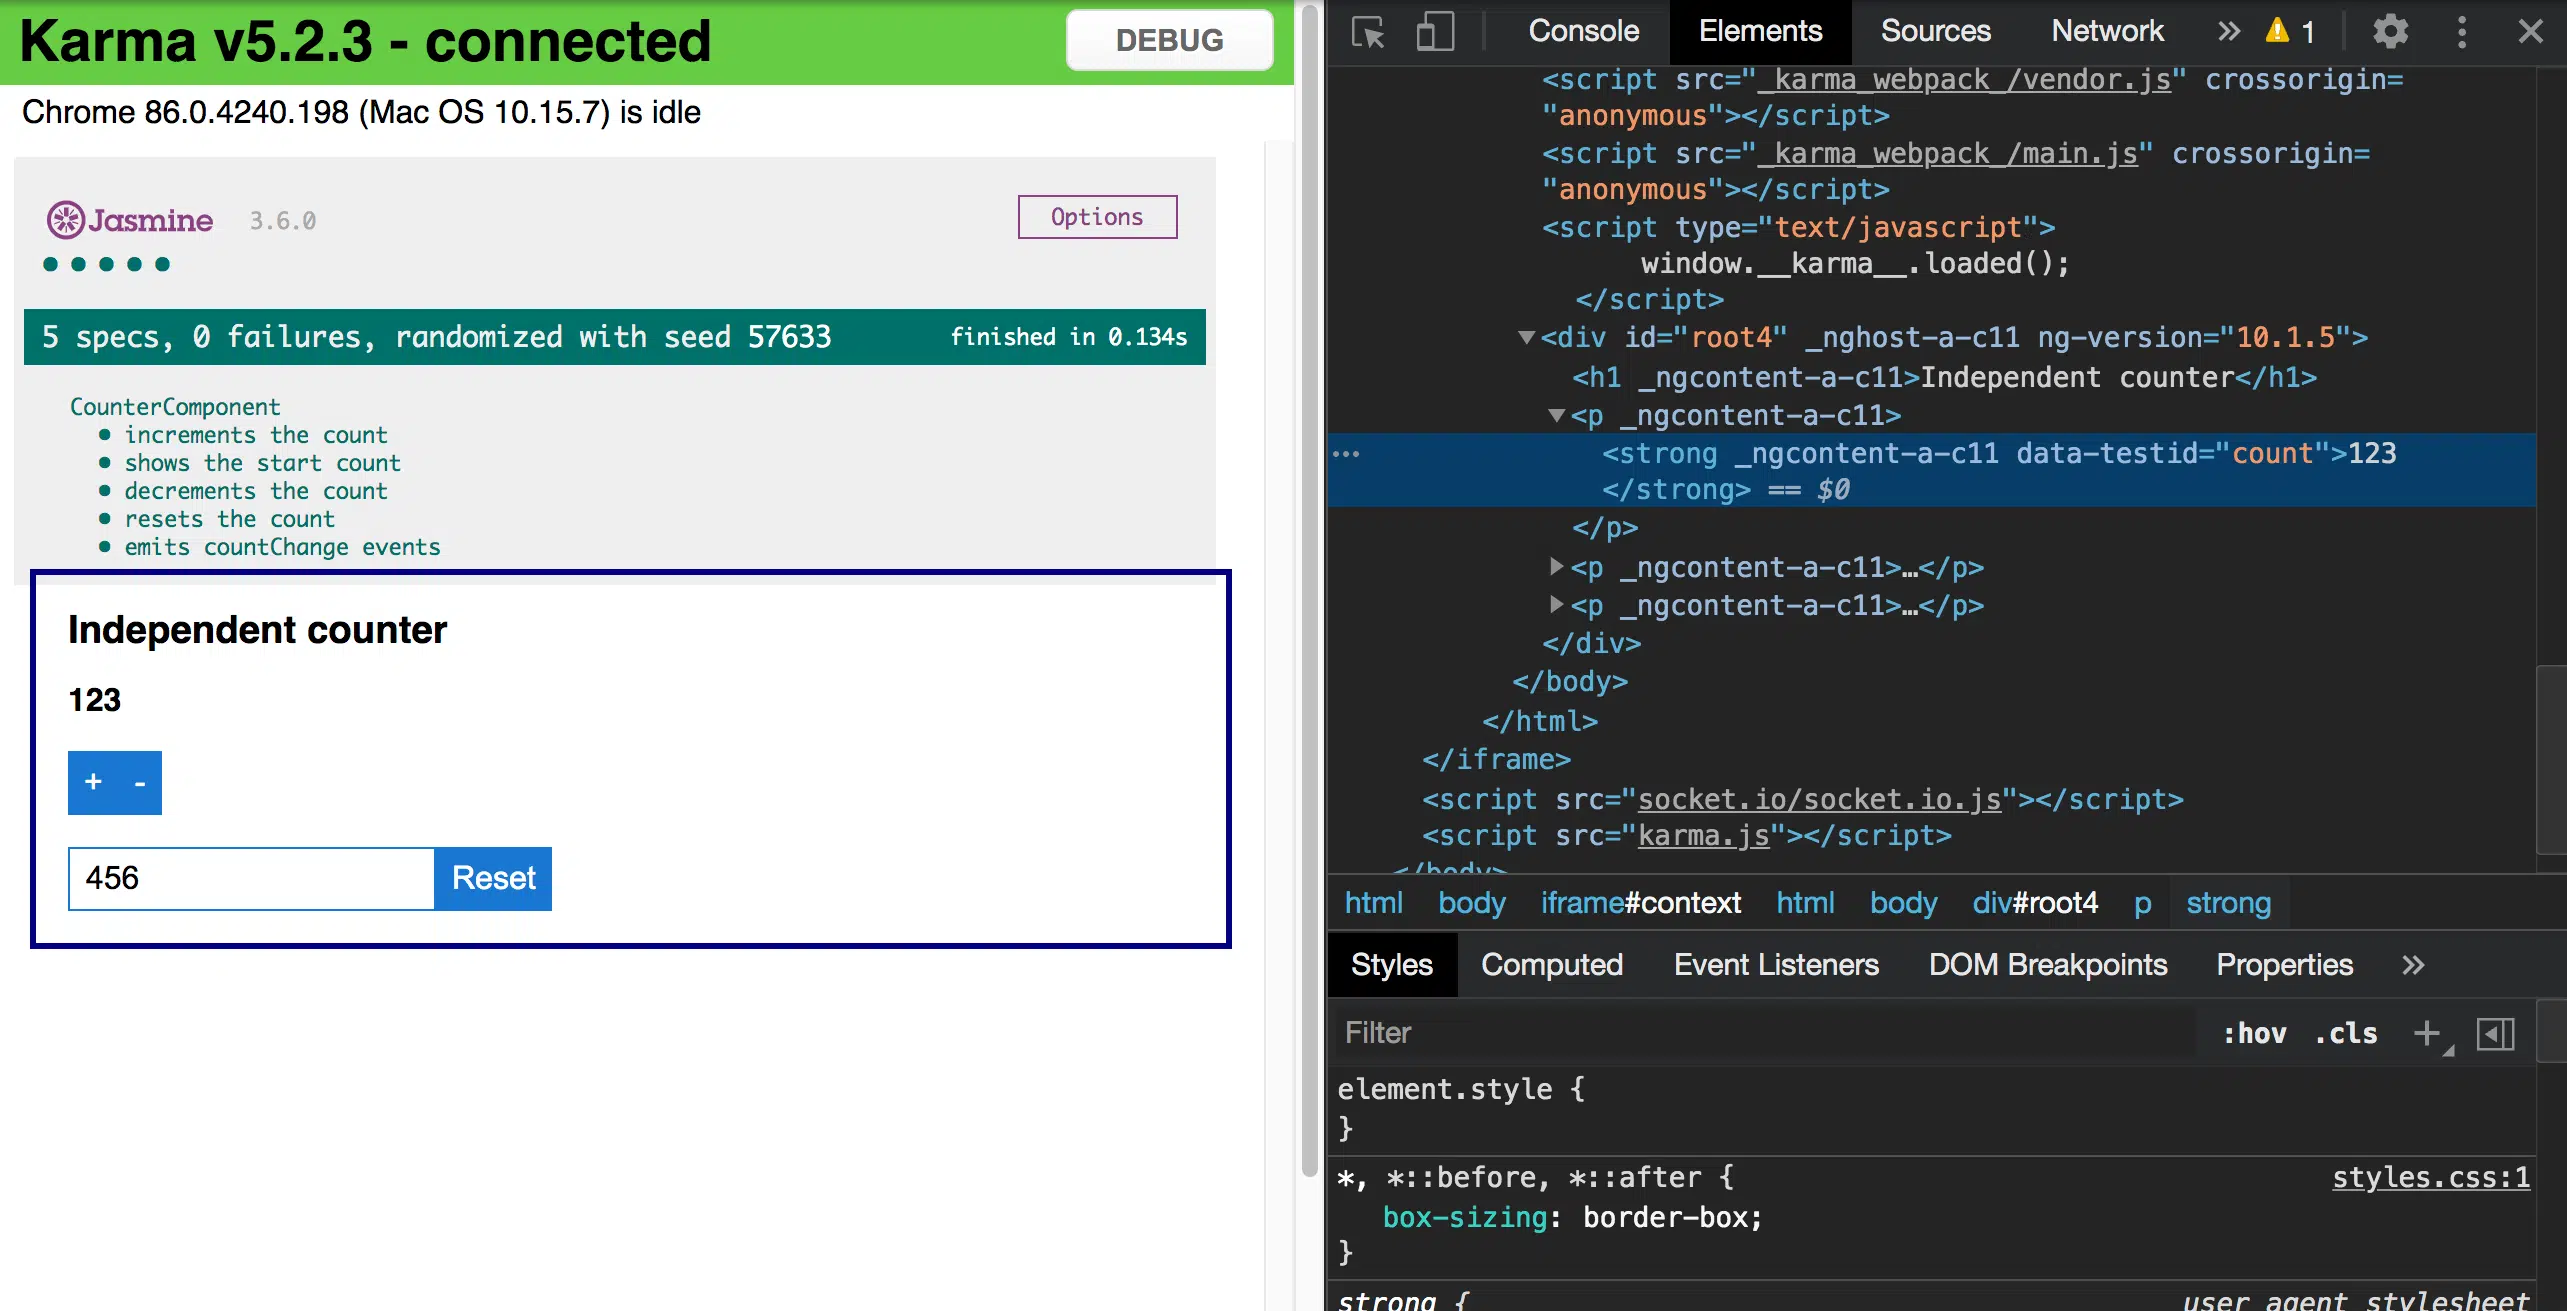 Karma v5.2.3 - connected
DEBUG
Chrome 86.0.4240.198 (Mac OS 10.15.7) is idle
Jasmine 3.6.0
Options
5 specs, 0 failures, randomized with seed 57633
finished in 0.134s
CounterComponent
• increments the count
• shows the start count
• decrements the count
• resets the count
• emits countChange events
Independent counter
123
+ -
456
Reset
Console Elements Sources Network » 1
<script src="_karma_webpack_/vendor.js" crossorigin=
"anonymous"></script>
<script src="_karma_webpack_/main.js" crossorigin=
"anonymous"></script>
<script type="text/javascript">
window.__karma__.loaded();
</script>
▼<div id="root4" _nghost-a-c11 ng-version="10.1.5">
<h1 _ngcontent-a-c11>Independent counter</h1>
▼<p _ngcontent-a-c11>
… <strong _ngcontent-a-c11 data-testid="count">123
</strong> == $0
</p>
▶<p _ngcontent-a-c11>…</p>
▶<p _ngcontent-a-c11>…</p>
</div>
</body>
</html>
</iframe>
<script src="socket.io/socket.io.js"></script>
<script src="karma.js"></script>
</body>
html body iframe#context html body div#root4 p strong
Styles Computed Event Listeners DOM Breakpoints Properties »
Filter :hov .cls +
element.style {
}
*, *::before, *::after { styles.css:1
box-sizing: border-box;
}
strong { user agent stylesheet